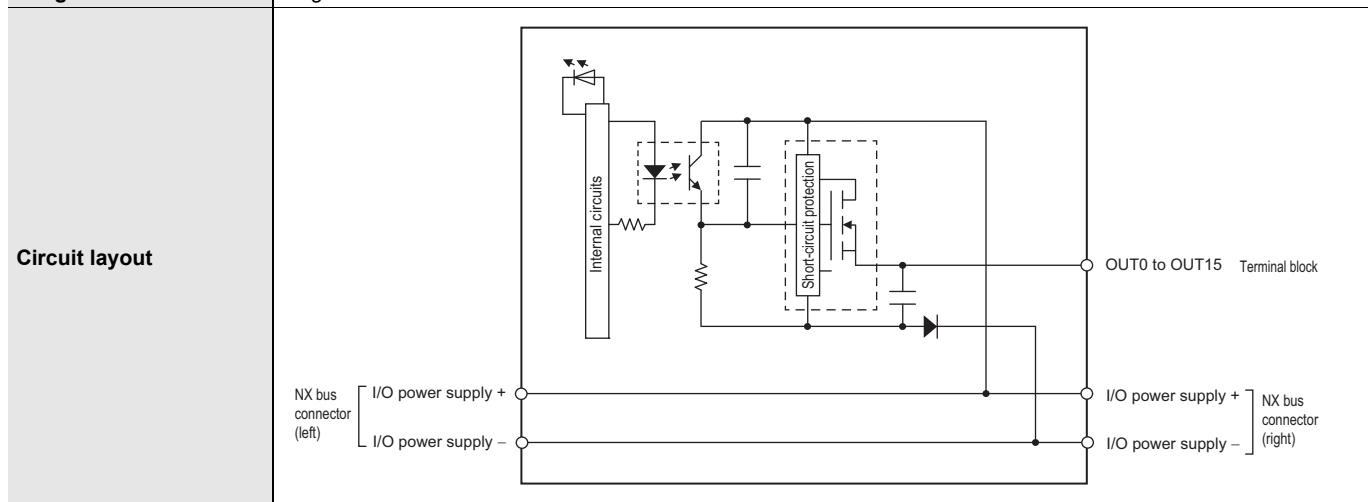 Circuit layout
Internal circuits
Short-circuit protection
OUT0 to OUT15 Terminal block
NX bus
connector
(left)
I/O power supply +
I/O power supply −
I/O power supply +
I/O power supply −
NX bus
connector
(right)